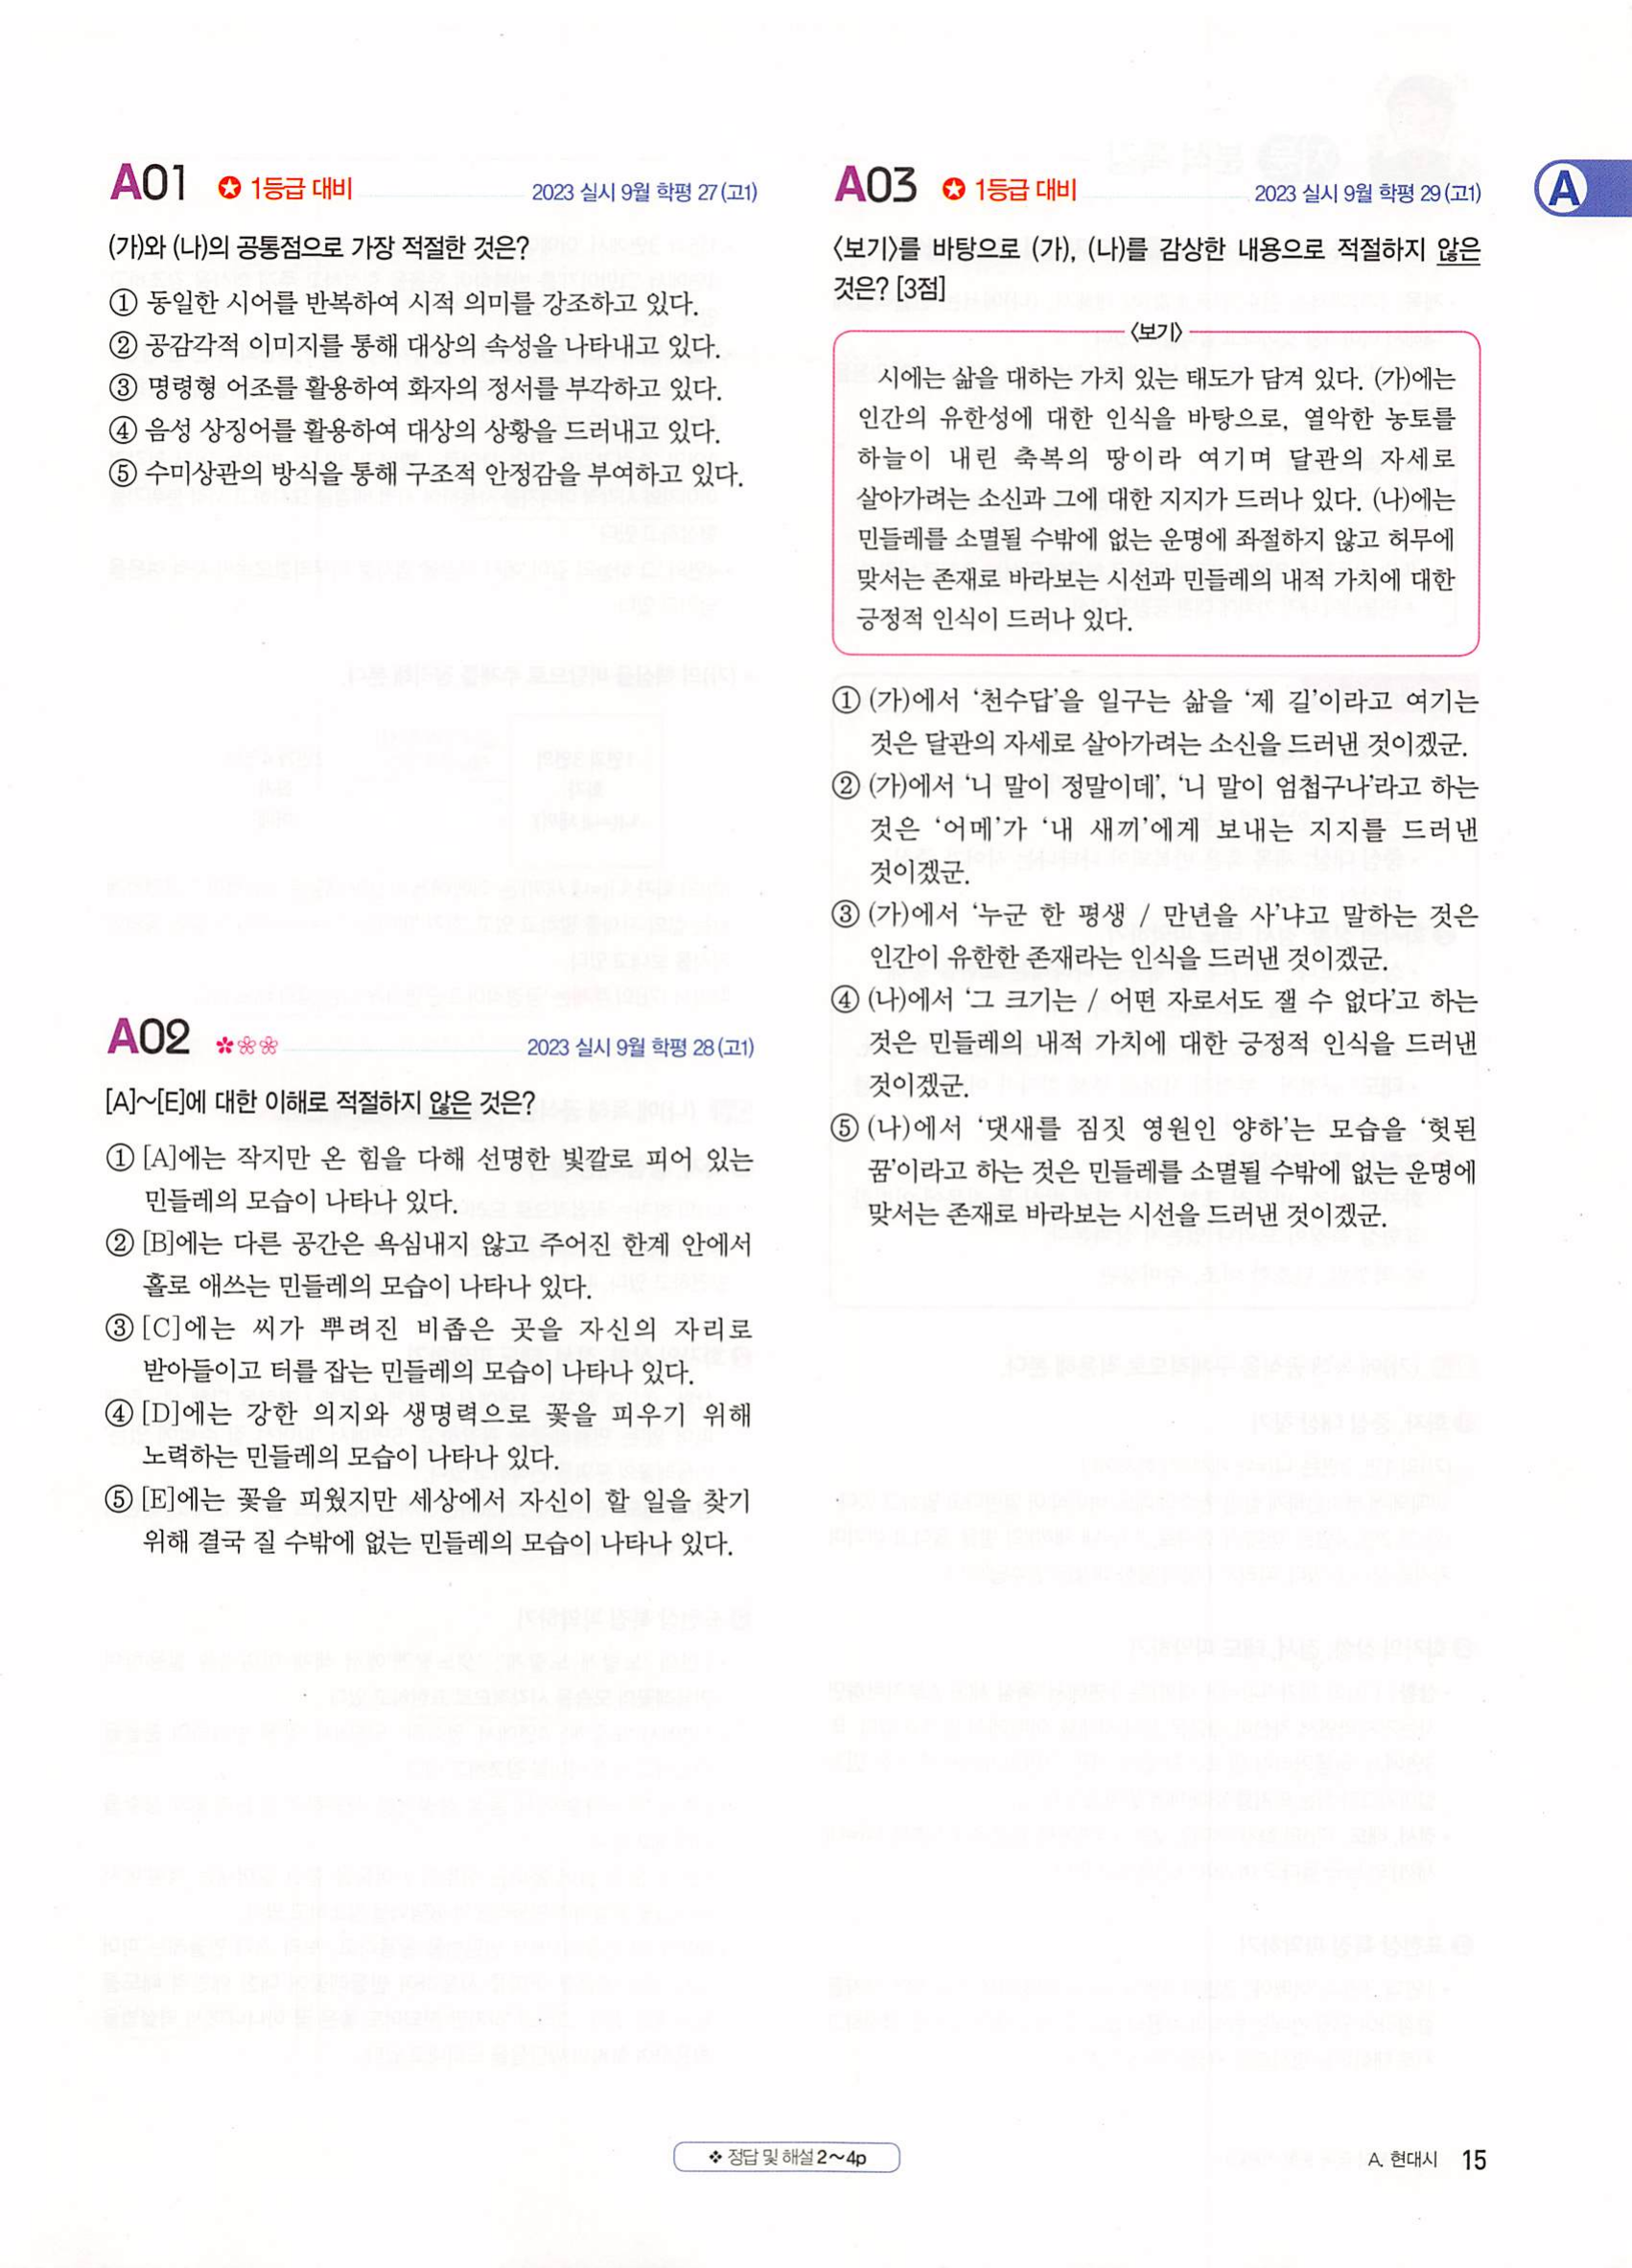 A01 1등급 대비 2023 실시 9월 학평 27(고1)
(가)와 (나)의 공통점으로 가장 적절한 것은?
① 동일한 시어를 반복하여 시적 의미를 강조하고 있다.
② 공감각적 이미지를 통해 대상의 속성을 나타내고 있다.
③ 명령형 어조를 활용하여 화자의 정서를 부각하고 있다.
④ 음성 상징어를 활용하여 대상의 상황을 드러내고 있다.
⑤ 수미상관의 방식을 통해 구조적 안정감을 부여하고 있다.
A02 2023 실시 9월 학평 28(고1)
[A]~[E]에 대한 이해로 적절하지 않은 것은?
① [A]에는 작지만 온 힘을 다해 선명한 빛깔로 피어 있는
민들레의 모습이 나타나 있다.
② [B]에는 다른 공간은 욕심내지 않고 주어진 한계 안에서
홀로 애쓰는 민들레의 모습이 나타나 있다.
③ [C]에는 씨가 뿌려진 비좁은 곳을 자신의 자리로
받아들이고 터를 잡는 민들레의 모습이 나타나 있다.
④ [D]에는 강한 의지와 생명력으로 꽃을 피우기 위해
노력하는 민들레의 모습이 나타나 있다.
⑤ [E]에는 꽃을 피웠지만 세상에서 자신이 할 일을 찾기
위해 결국 질 수밖에 없는 민들레의 모습이 나타나 있다.
A03 1등급 대비 2023 실시 9월 학평 29(고1)
A
<보기>를 바탕으로 (가), (나)를 감상한 내용으로 적절하지 않은
것은? [3점]
<보기>
시에는 삶을 대하는 가치 있는 태도가 담겨 있다. (가)에는
인간의 유한성에 대한 인식을 바탕으로, 열악한 농토를
하늘이 내린 축복의 땅이라 여기며 달관의 자세로
살아가려는 소신과 그에 대한 지지가 드러나 있다. (나)에는
민들레를 소멸될 수밖에 없는 운명에 좌절하지 않고 허무에
맞서는 존재로 바라보는 시선과 민들레의 내적 가치에 대한
긍정적 인식이 드러나 있다.
① (가)에서 ‘천수답’을 일구는 삶을 ‘제 길’이라고 여기는
것은 달관의 자세로 살아가려는 소신을 드러낸 것이겠군.
② (가)에서 ‘니 말이 정말이데’, ‘니 말이 엄첩구나’라고 하는
것은 ‘어메’가 ‘내 새끼’에게 보내는 지지를 드러낸
것이겠군.
③ (가)에서 ‘누군 한 평생 / 만년을 사’냐고 말하는 것은
인간이 유한한 존재라는 인식을 드러낸 것이겠군.
④ (나)에서 ‘그 크기는 / 어떤 자로서도 잴 수 없다’고 하는
것은 민들레의 내적 가치에 대한 긍정적 인식을 드러낸
것이겠군.
⑤ (나)에서 ‘댓새를 짐짓 영원인 양하’는 모습을 ‘헛된
꿈’이라고 하는 것은 민들레를 소멸될 수밖에 없는 운명에
맞서는 존재로 바라보는 시선을 드러낸 것이겠군.
❖ 정답 및 해설 2~4p
A. 현대시 15